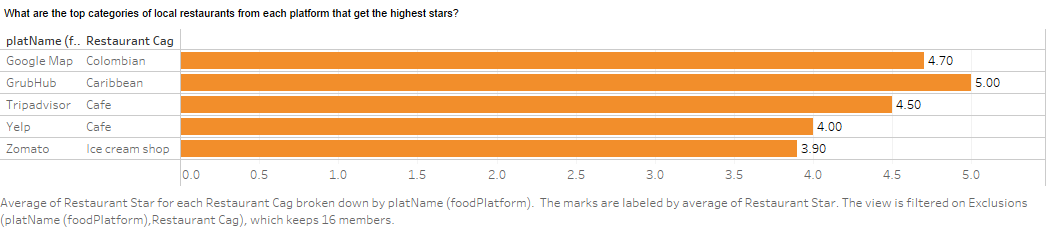 What are the top categories of local restaurants from each platform that get the highest stars?
platName (f.. Restaurant Cag
Google Map Colombian 4.70
GrubHub Caribbean 5.00
Tripadvisor Cafe 4.50
Yelp Cafe 4.00
Zomato Ice cream shop 3.90
0.0 0.5 1.0 1.5 2.0 2.5 3.0 3.5 4.0 4.5 5.0
Average of Restaurant Star for each Restaurant Cag broken down by platName (foodPlatform). The marks are labeled by average of Restaurant Star. The view is filtered on Exclusions
(platName (foodPlatform),Restaurant Cag), which keeps 16 members.